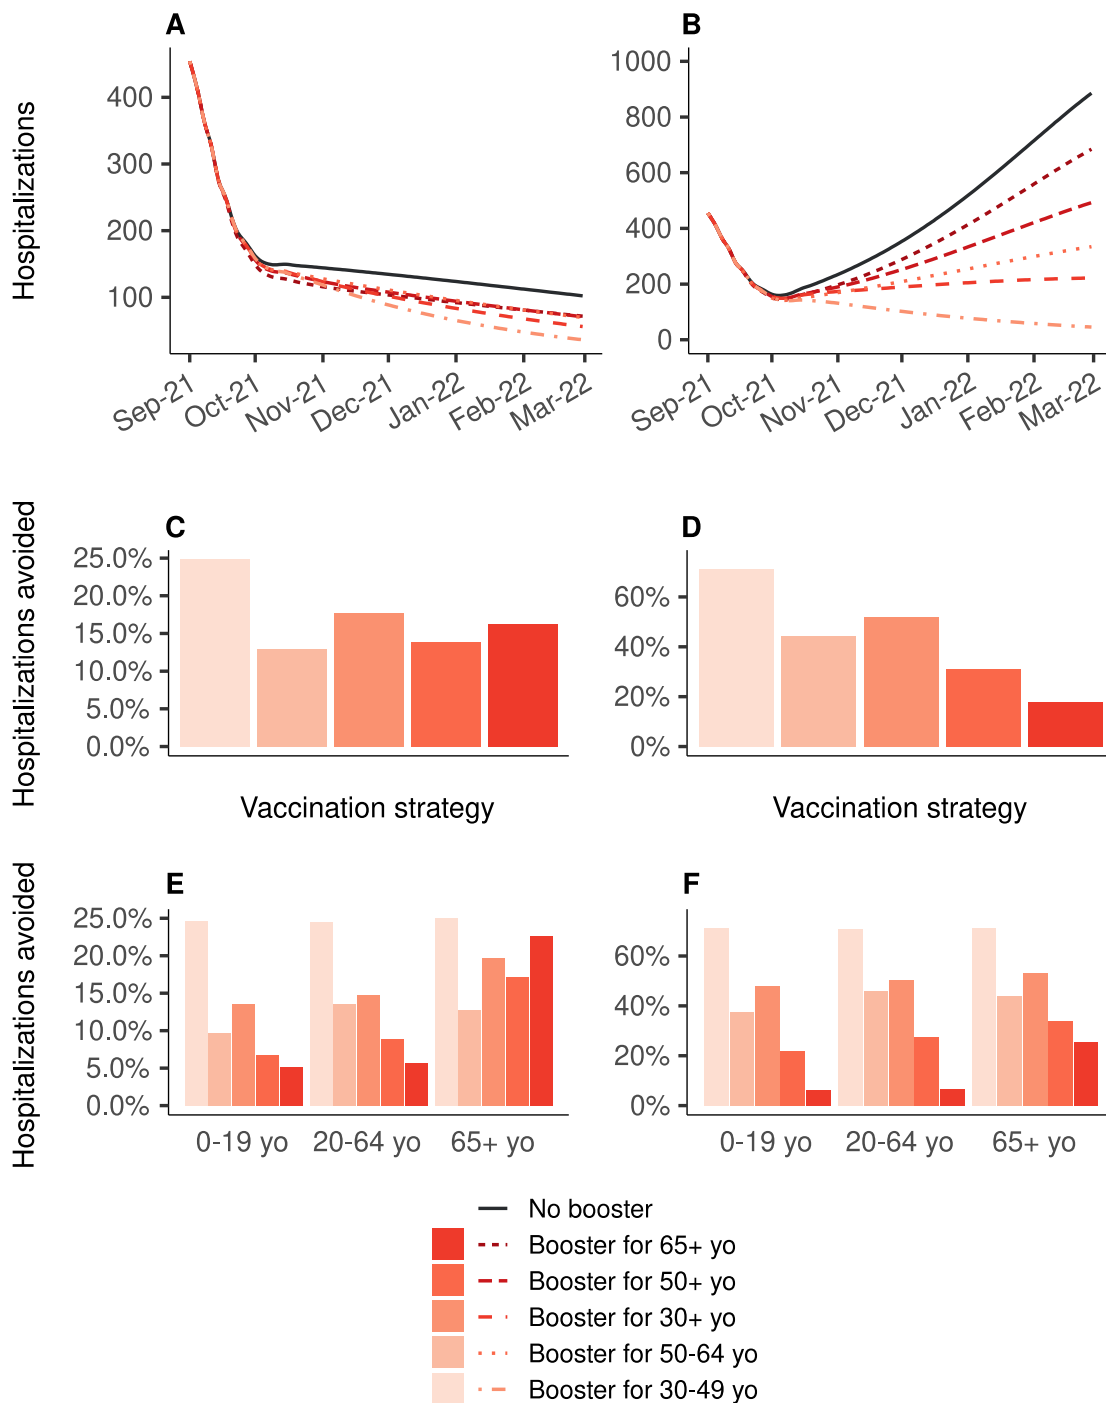 A
B
Hospitalizations
400
300
200
100
1000
800
600
400
200
0
Sep-21
Oct-21
Nov-21
Dec-21
Jan-22
Feb-22
Mar-22
Sep-21
Oct-21
Nov-21
Dec-21
Jan-22
Feb-22
Mar-22
C
D
Hospitalizations avoided
25.0%
20.0%
15.0%
10.0%
5.0%
0.0%
60%
40%
20%
0%
Vaccination strategy
Vaccination strategy
E
F
Hospitalizations avoided
25.0%
20.0%
15.0%
10.0%
5.0%
0.0%
60%
40%
20%
0%
0-19 yo
20-64 yo
65+ yo
0-19 yo
20-64 yo
65+ yo
No booster
Booster for 65+ yo
Booster for 50+ yo
Booster for 30+ yo
Booster for 50-64 yo
Booster for 30-49 yo